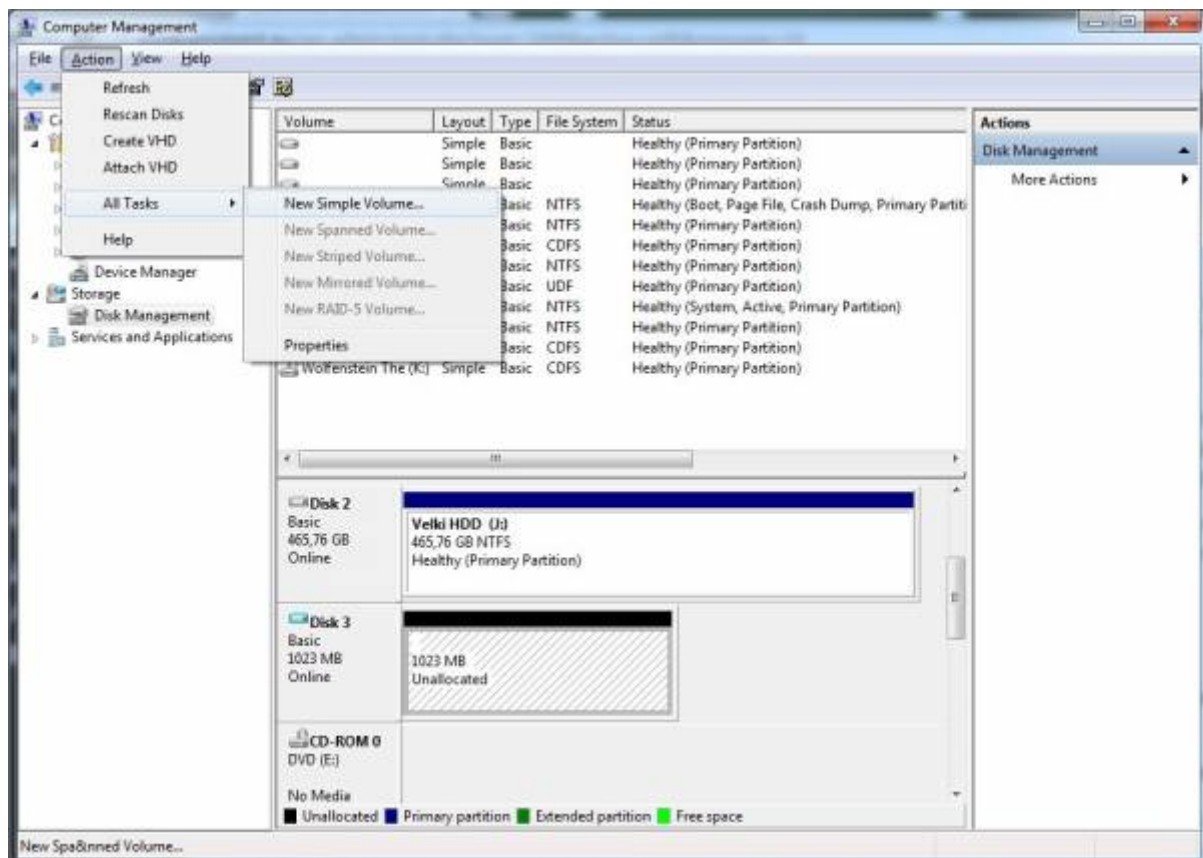 Computer Management
File Action View Help
Refresh
Rescan Disks
Create VHD
Attach VHD
All Tasks
Help
New Simple Volume...
New Spanned Volume...
New Striped Volume...
New Mirrored Volume...
New RAID-5 Volume...
Properties
Device Manager
Storage
Disk Management
Services and Applications
Volume Layout Type File System Status
Simple Basic Healthy (Primary Partition)
Simple Basic Healthy (Primary Partition)
Simple Basic Healthy (Primary Partition)
Basic NTFS Healthy (Boot, Page File, Crash Dump, Primary Partiti
Basic NTFS Healthy (Primary Partition)
Basic CDFS Healthy (Primary Partition)
Basic NTFS Healthy (Primary Partition)
Basic UDF Healthy (Primary Partition)
Basic NTFS Healthy (System, Active, Primary Partition)
Basic NTFS Healthy (Primary Partition)
Basic CDFS Healthy (Primary Partition)
Wolfenstein The (K:) Simple Basic CDFS Healthy (Primary Partition)
Disk 2
Basic
465,76 GB
Online
Velki HDD (J:)
465,76 GB NTFS
Healthy (Primary Partition)
Disk 3
Basic
1023 MB
Online
1023 MB
Unallocated
CD-ROM 0
DVD (E:)
No Media
Unallocated Primary partition Extended partition Free space
Actions
Disk Management
More Actions
New Spa&nned Volume...